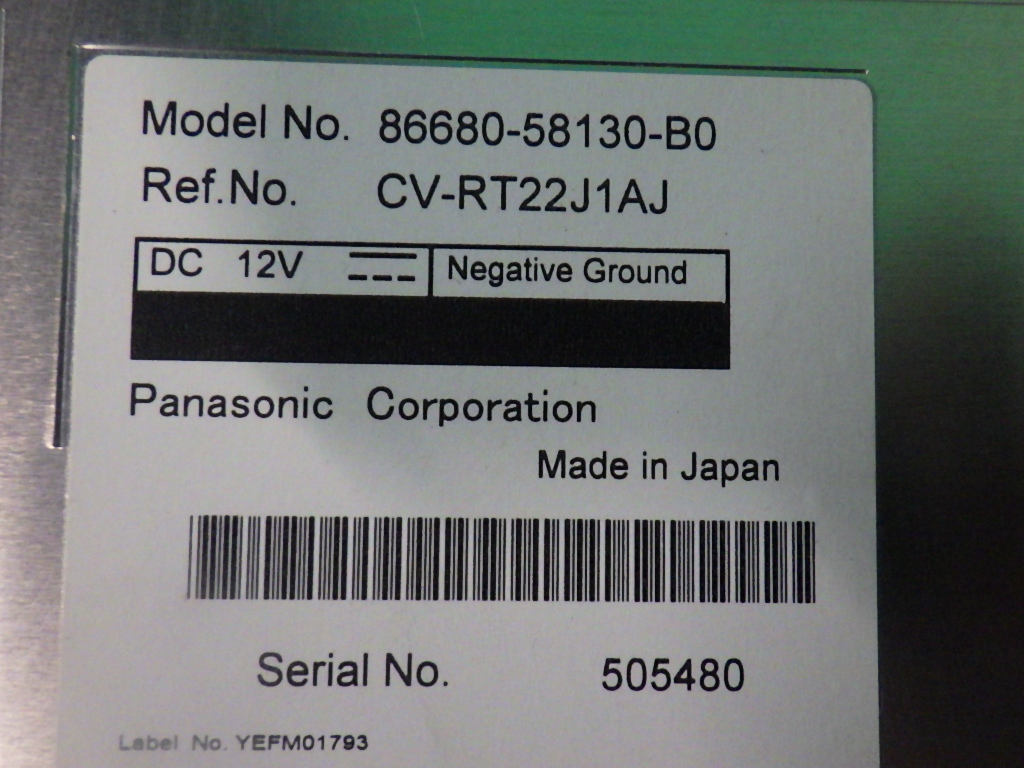 Model No. 86680-58130-B0
Ref.No. CV-RT22J1AJ
DC 12V Negative Ground
Panasonic Corporation
Made in Japan
Serial No. 505480
Label No. YEFM01793